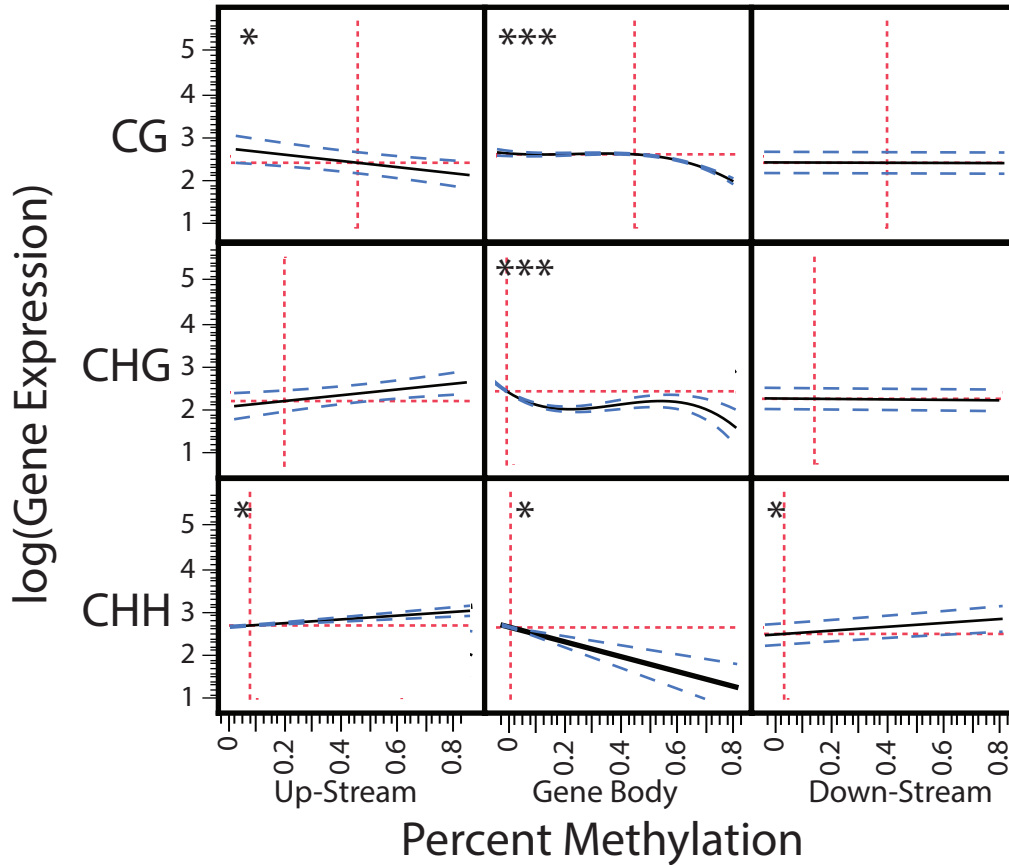 log(Gene Expression)
CG
5
4
3
2
1
*
***
CHG
5
4
3
2
1
***
CHH
5
4
3
2
1
*
*
*
0 0.2 0.4 0.6 0.8
0 0.2 0.4 0.6 0.8
0 0.2 0.4 0.6 0.8
Up-Stream Gene Body Down-Stream
Percent Methylation